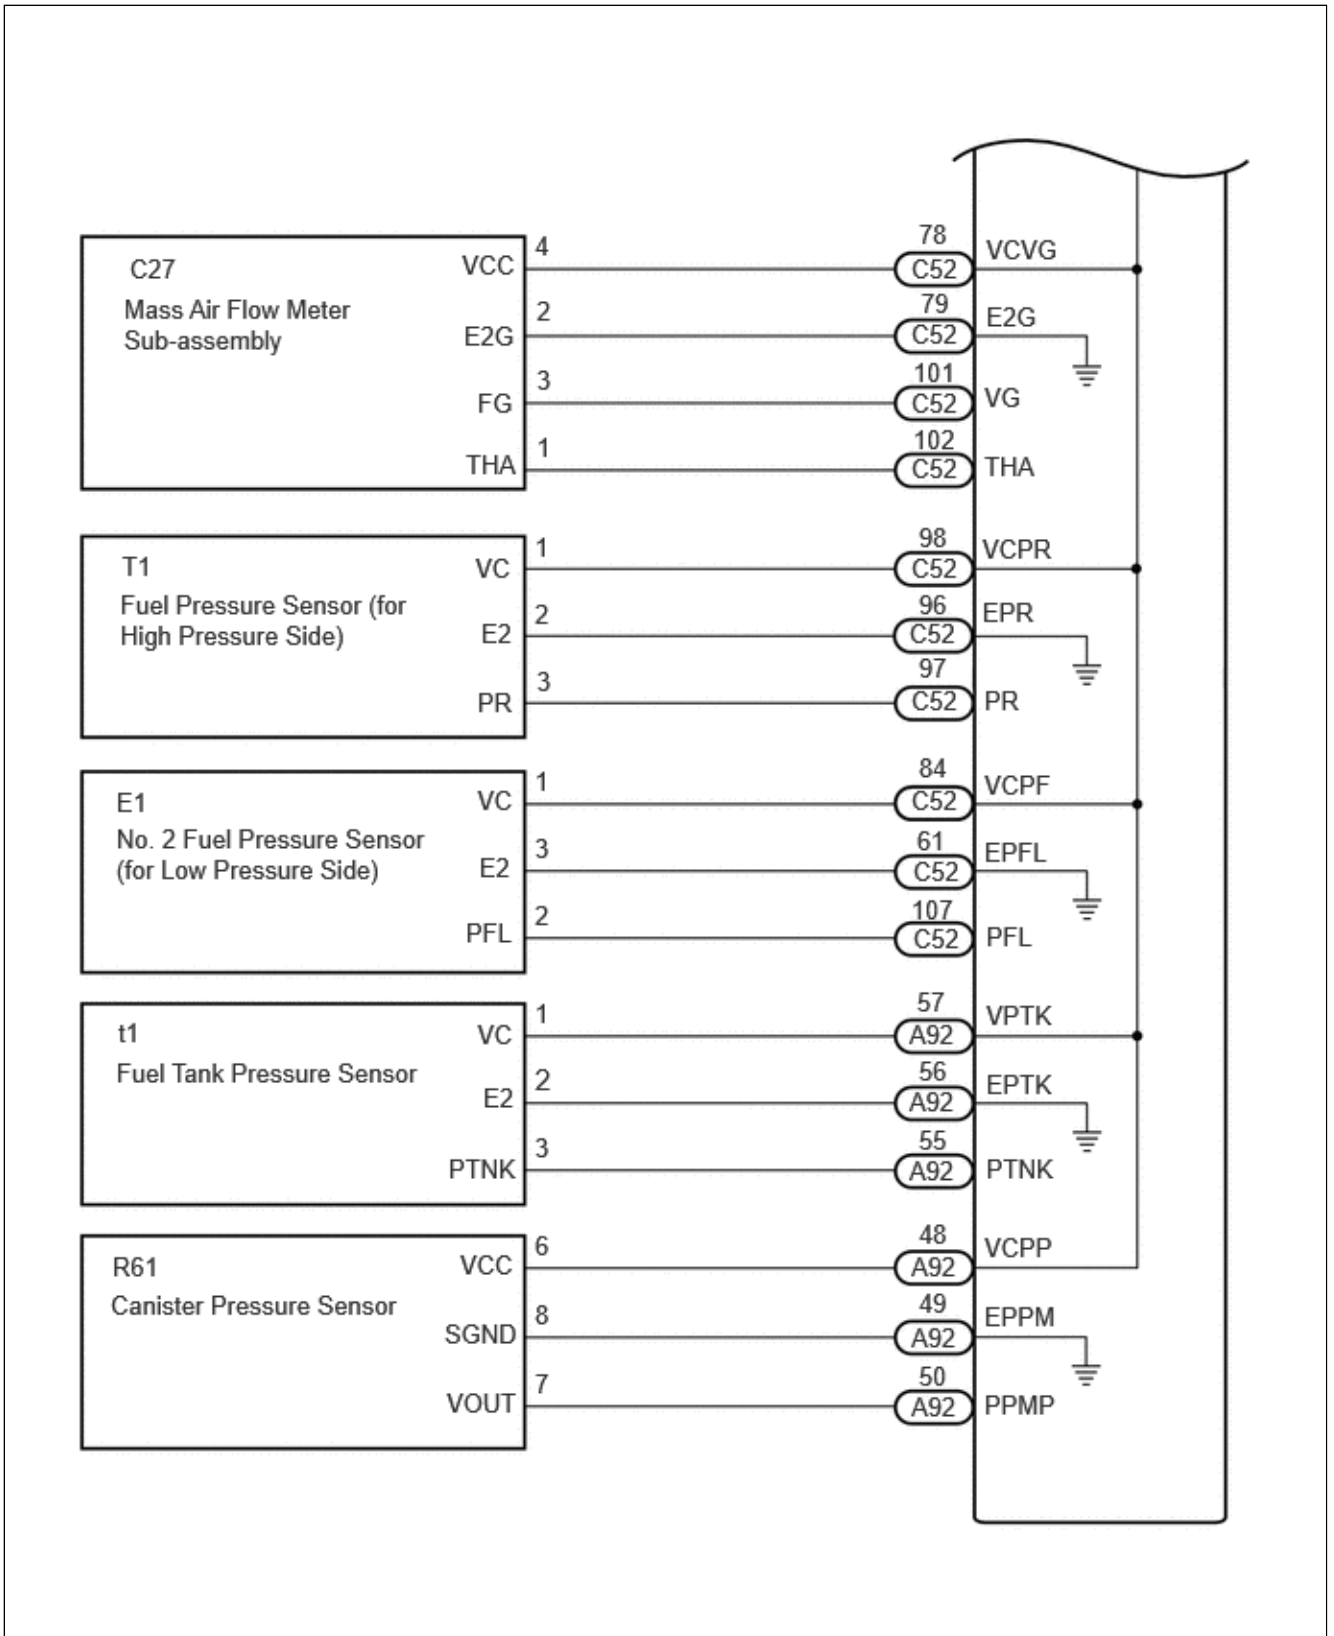 78
4
VCVG
C27
VCC
C52
Mass Air Flow Meter
2
79
E2G
Sub-assembly
E2G
C52
3
101
FG
C52
VG
1
102
THA
C52
THA
1
98
VCPR
T1
VC
C52
Fuel Pressure Sensor (for
2
96
EPR
High Pressure Side)
E2
C52
3
97
PR
C52
PR
1
84
VCPF
E1
VC
C52
No. 2 Fuel Pressure Sensor
3
61
EPFL
(for Low Pressure Side)
E2
C52
2
107
PFL
C52
PFL
1
57
VPTK
t1
VC
A92
Fuel Tank Pressure Sensor
2
56
EPTK
E2
A92
3
55
PTNK
A92
PTNK
6
48
VCPP
R61
VCC
A92
Canister Pressure Sensor
8
49
EPPM
SGND
A92
7
50
VOUT
A92
PPMP